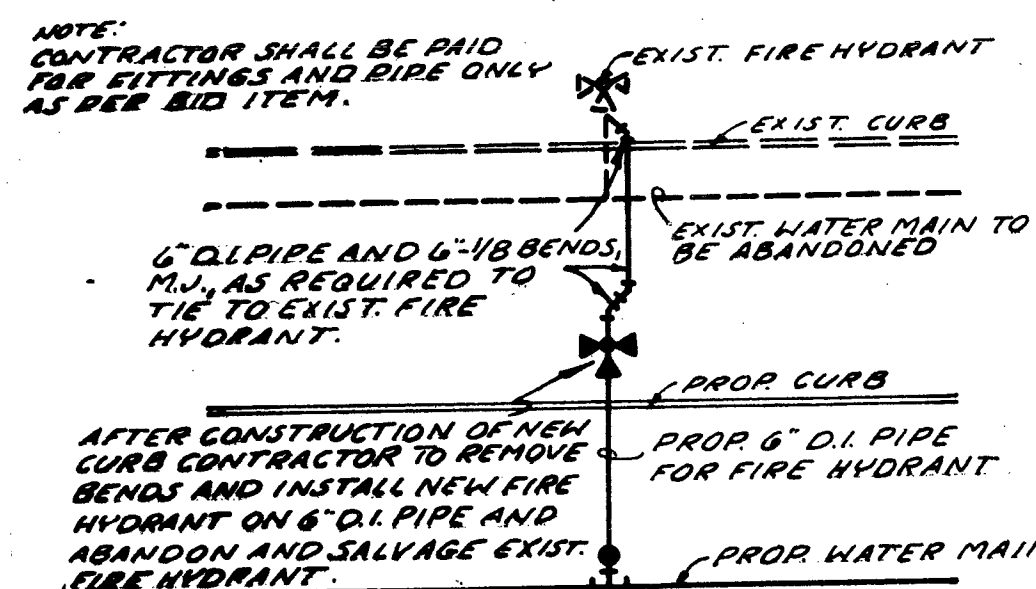 NOTE:
CONTRACTOR SHALL BE PAID
FOR FITTINGS AND PIPE ONLY
AS PER BID ITEM.
EXIST. FIRE HYDRANT
EXIST. CURB
EXIST. WATER MAIN TO
BE ABANDONED
6" D.I. PIPE AND 6"-1/8 BENDS,
M.J., AS REQUIRED TO
TIE TO EXIST. FIRE
HYDRANT.
PROP. CURB
AFTER CONSTRUCTION OF NEW
CURB CONTRACTOR TO REMOVE
BENDS AND INSTALL NEW FIRE
HYDRANT ON 6" D.I. PIPE AND
ABANDON AND SALVAGE EXIST.
FIRE HYDRANT.
PROP. 6" D.I. PIPE
FOR FIRE HYDRANT
PROP. WATER MAIN